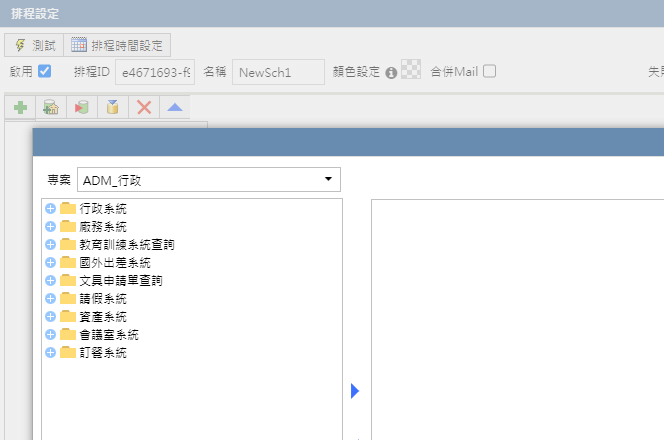 排程設定
測試 排程時間設定
啟用 排程ID e4671693-f9 名稱 NewSch1 顏色設定 合併Mail
專案 ADM_行政
行政系統
廠務系統
教育訓練系統查詢
國外出差系統
文具申請單查詢
請假系統
資產系統
會議室系統
訂餐系統